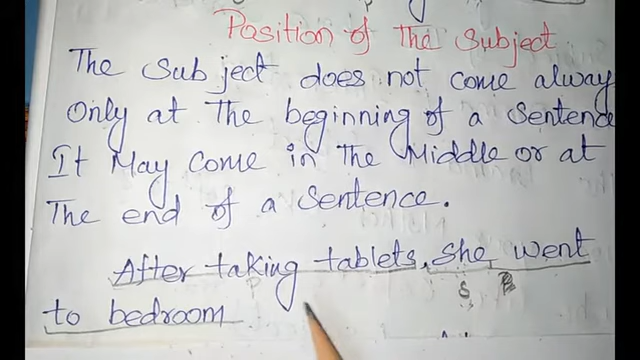 Position of The Subject
The Subject does not come alway
Only at The beginning of a Sentence
It May Come in The Middle or at
The end of a Sentence.
After taking tablets, she went
S P
to bedroom